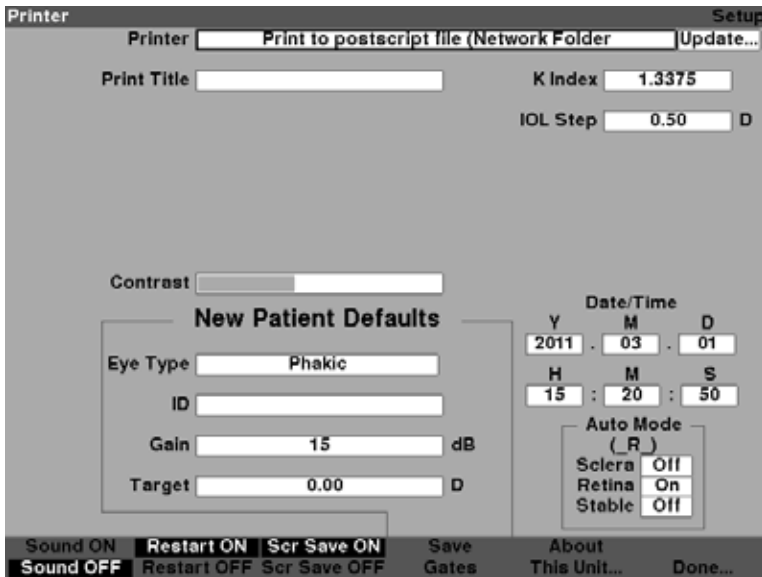 Printer Setup
Printer Print to postscript file (Network Folder Update...
Print Title K Index 1.3375
IOL Step 0.50 D
Contrast
New Patient Defaults
Eye Type Phakic
ID
Gain 15 dB
Target 0.00 D
Date/Time
Y M D
2011 . 03 . 01
H M S
15 : 20 : 50
Auto Mode
(_R_)
Sclera Off
Retina On
Stable Off
Sound ON Restart ON Scr Save ON Save About
Sound OFF Restart OFF Scr Save OFF Gates This Unit... Done...